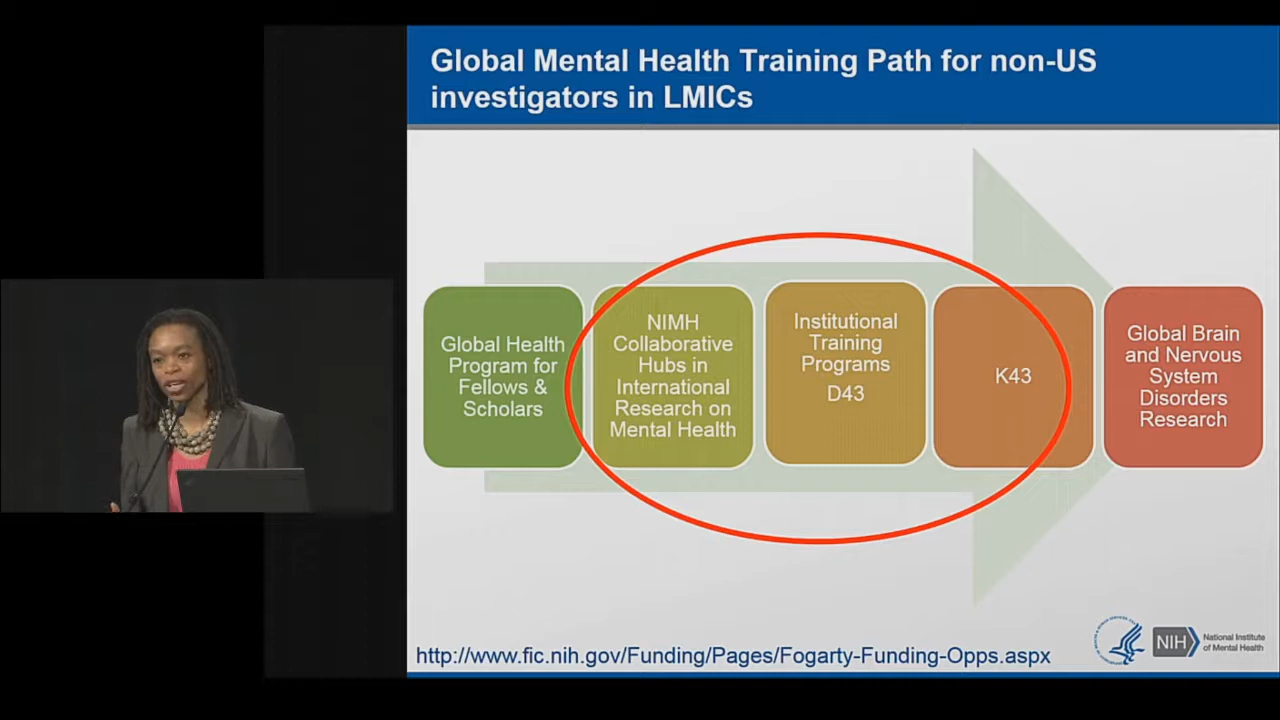 Global Mental Health Training Path for non-US
investigators in LMICs
Global Health
Program for
Fellows &
Scholars
NIMH
Collaborative
Hubs in
International
Research on
Mental Health
Institutional
Training
Programs
D43
K43
Global Brain
and Nervous
System
Disorders
Research
http://www.fic.nih.gov/Funding/Pages/Fogarty-Funding-Opps.aspx
NIH
National Institute
of Mental Health